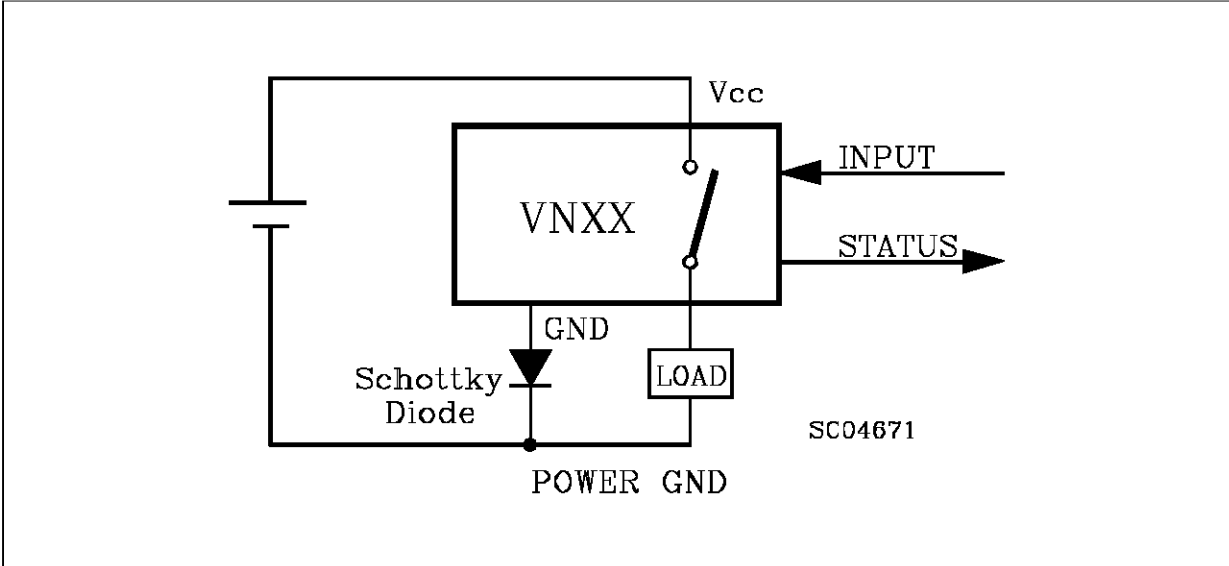 Vcc
INPUT
VNXX
STATUS
GND
Schottky
Diode
LOAD
SC04671
POWER GND